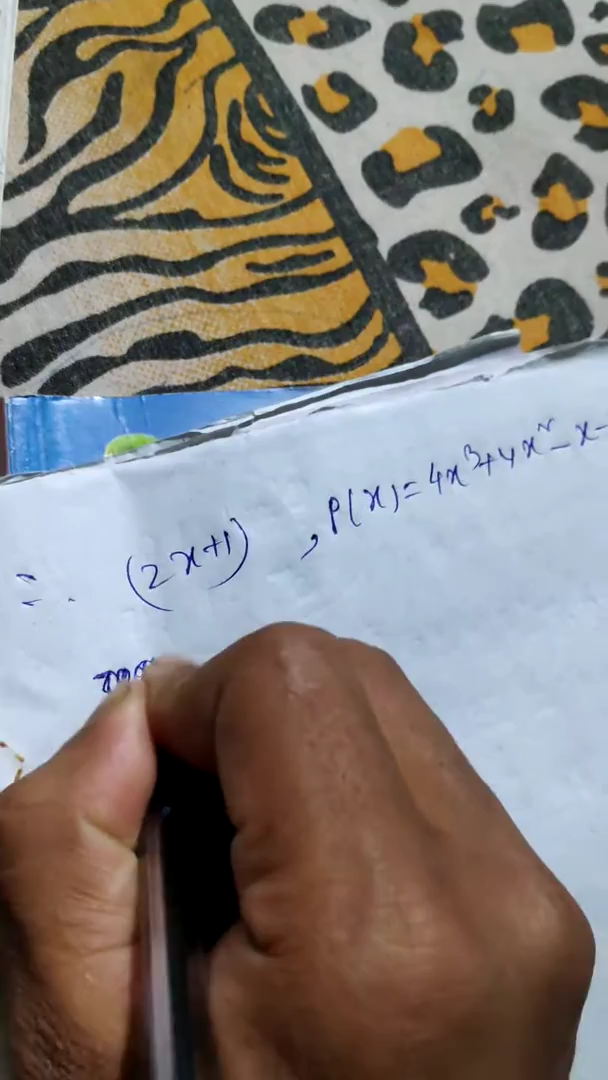 ∴ (2x+1) , P(x)=4x³+4x²-x-